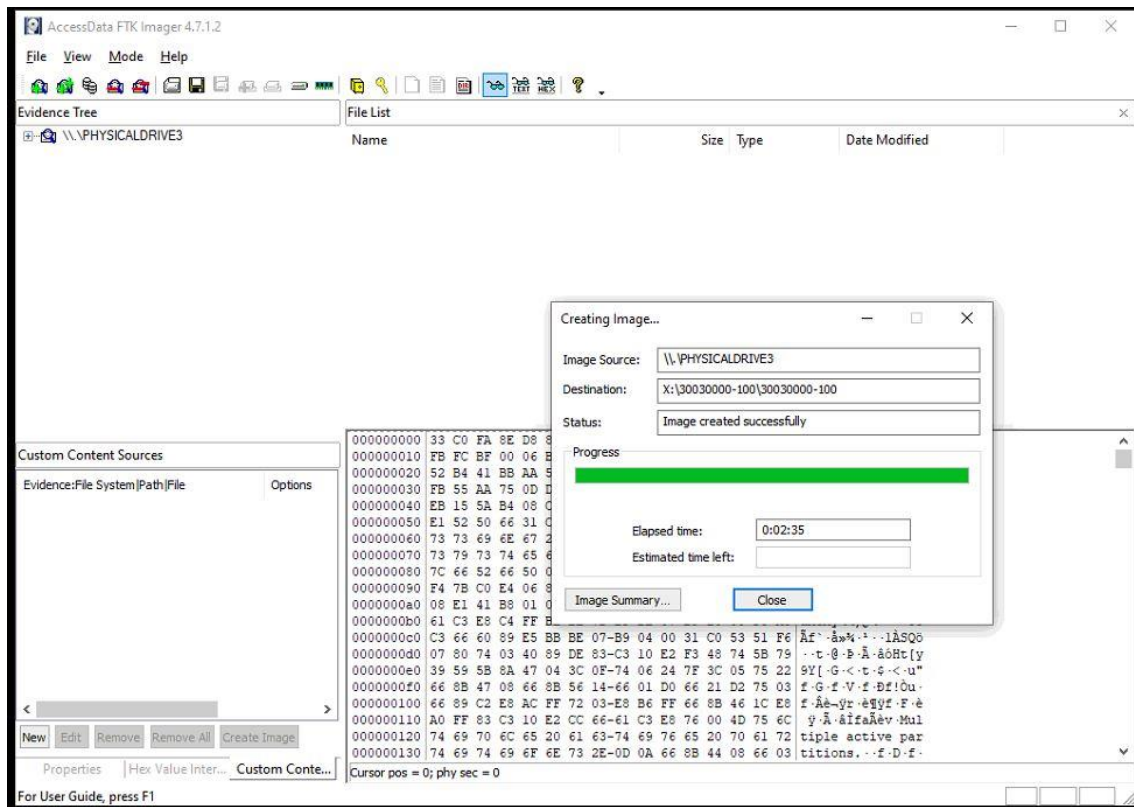 AccessData FTK Imager 4.7.1.2
File View Mode Help
Evidence Tree
\\.\PHYSICALDRIVE3
File List
Name Size Type Date Modified
Creating Image...
Image Source: \\.\PHYSICALDRIVE3
Destination: X:\30030000-100\30030000-100
Status: Image created successfully
Progress
Elapsed time: 0:02:35
Estimated time left:
Image Summary... Close
Custom Content Sources
Evidence:File System|Path|File Options
New Edit Remove Remove All Create Image
Properties Hex Value Inter... Custom Conte...
000000000 33 C0 FA 8E D8
000000010 FB FC BF 00 06
000000020 52 B4 41 BB AA
000000030 FB 55 AA 75 0D
000000040 EB 15 5A B4 08
000000050 E1 52 50 66 31
000000060 73 73 69 6E 67
000000070 73 79 73 74 65
000000080 7C 66 52 66 50
000000090 F4 7B C0 E4 06
0000000a0 08 E1 41 B8 01
0000000b0 61 C3 E8 C4 FF
0000000c0 C3 66 60 89 E5 BB BE 07-B9 04 00 31 C0 53 51 F6 Ãf`·å»¾·¹··1ÀSQö
0000000d0 07 80 74 03 40 89 DE 83-C3 10 E2 F3 48 74 5B 79 ··t·@·Þ·Ã·âóHt[y
0000000e0 39 59 5B 8A 47 04 3C 0F-74 06 24 7F 3C 05 75 22 9Y[·G·<·t·$·<·u"
0000000f0 66 8B 47 08 66 8B 56 14-66 01 D0 66 21 D2 75 03 f·G·f·V·f·Ðf!Òu·
000000100 66 89 C2 E8 AC FF 72 03-E8 B6 FF 66 8B 46 1C E8 f·Âè¬ÿr·è¶ÿf·F·è
000000110 A0 FF 83 C3 10 E2 CC 66-61 C3 E8 76 00 4D 75 6C ÿ·Ã·âÌfaÃèv·Mul
000000120 74 69 70 6C 65 20 61 63-74 69 76 65 20 70 61 72 tiple active par
000000130 74 69 74 69 6F 6E 73 2E-0D 0A 66 8B 44 08 66 03 titions.··f·D·f·
Cursor pos = 0; phy sec = 0
For User Guide, press F1